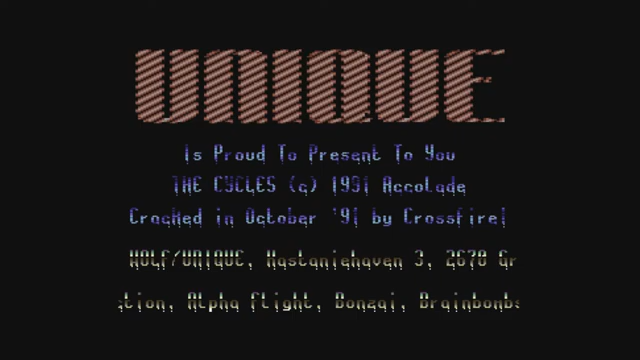 UNIQUE
Is Proud To Present To You
THE CYCLES (c) 1991 Accolade
Cracked in October '91 by Crossfire!
WOLF/UNIQUE, Kastaniehaven 3, 2670 Gr
ction, Alpha Flight, Bonzai, Brainbombs